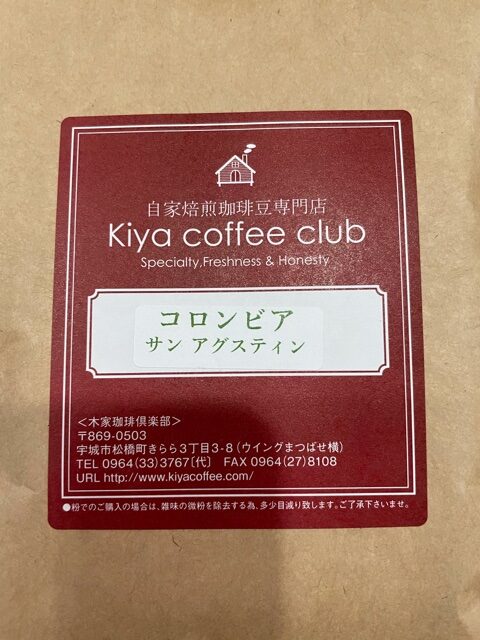 自家焙煎珈琲豆専門店
Kiya coffee club
Specialty,Freshness & Honesty
コロンビア
サン アグスティン
＜木家珈琲倶楽部＞
〒869-0503
宇城市松橋町きらら3丁目3-8（ウイングまつばせ横）
TEL 0964(33)3767〔代〕 FAX 0964(27)8108
URL http://www.kiyacoffee.com/
●粉でのご購入の場合は、雑味の微粉を除去する為、多少目減り致します。ご了承下さいませ。